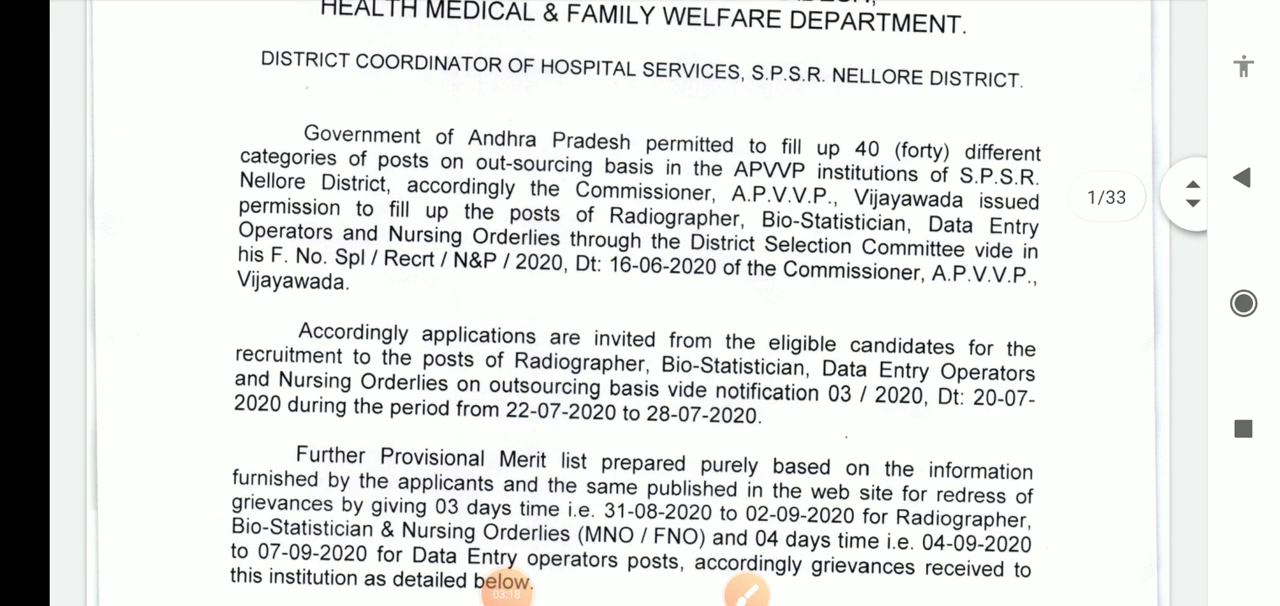 HEALTH MEDICAL & FAMILY WELFARE DEPARTMENT.
DISTRICT COORDINATOR OF HOSPITAL SERVICES, S.P.S.R. NELLORE DISTRICT.
Government of Andhra Pradesh permitted to fill up 40 (forty) different
categories of posts on out-sourcing basis in the APVVP institutions of S.P.S.R.
Nellore District, accordingly the Commissioner, A.P.V.V.P., Vijayawada issued
permission to fill up the posts of Radiographer, Bio-Statistician, Data Entry
Operators and Nursing Orderlies through the District Selection Committee vide in
his F. No. Spl / Recrt / N&P / 2020, Dt: 16-06-2020 of the Commissioner, A.P.V.V.P.,
Vijayawada.
Accordingly applications are invited from the eligible candidates for the
recruitment to the posts of Radiographer, Bio-Statistician, Data Entry Operators
and Nursing Orderlies on outsourcing basis vide notification 03 / 2020, Dt: 20-07-
2020 during the period from 22-07-2020 to 28-07-2020.
Further Provisional Merit list prepared purely based on the information
furnished by the applicants and the same published in the web site for redress of
grievances by giving 03 days time i.e. 31-08-2020 to 02-09-2020 for Radiographer,
Bio-Statistician & Nursing Orderlies (MNO / FNO) and 04 days time i.e. 04-09-2020
to 07-09-2020 for Data Entry operators posts, accordingly grievances received to
this institution as detailed below.
1/33
03:18